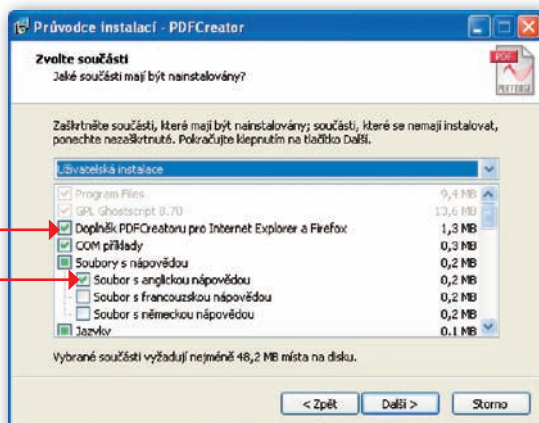 Průvodce instalací - PDFCreator
Zvolte součásti
Jaké součásti mají být nainstalovány?
PDF
Zaškrtněte součásti, které mají být nainstalovány; součásti, které se nemají instalovat,
ponechte nezaškrtnuté. Pokračujte klepnutím na tlačítko Další.
Uživatelská instalace
Program Files 9,4 MB
GPL Ghostscript 8.70 13,6 MB
Doplněk PDFCreatoru pro Internet Explorer a Firefox 1,3 MB
COM příklady 0,3 MB
Soubory s nápovědou 0,2 MB
Soubor s anglickou nápovědou 0,2 MB
Soubor s francouzskou nápovědou 0,2 MB
Soubor s německou nápovědou 0,2 MB
Jazyky 0.1 MB
Vybrané součásti vyžadují nejméně 48,2 MB místa na disku.
< Zpět Další > Storno